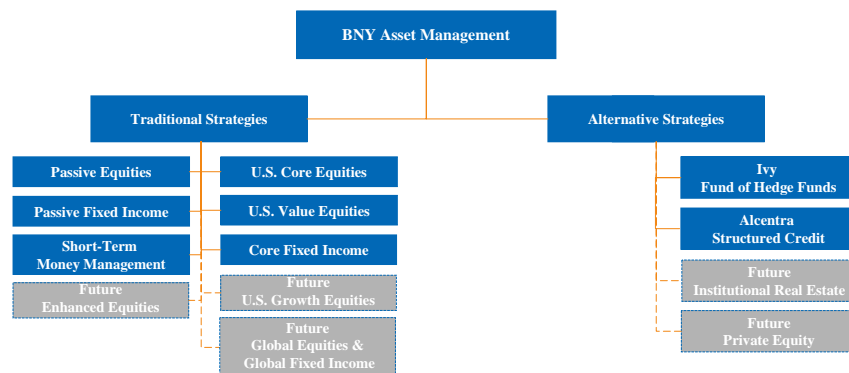 BNY Asset Management
Traditional Strategies
Alternative Strategies
Passive Equities
U.S. Core Equities
Ivy
Fund of Hedge Funds
Passive Fixed Income
U.S. Value Equities
Alcentra
Structured Credit
Short-Term
Money Management
Core Fixed Income
Future
Enhanced Equities
Future
U.S. Growth Equities
Future
Institutional Real Estate
Future
Global Equities &
Global Fixed Income
Future
Private Equity